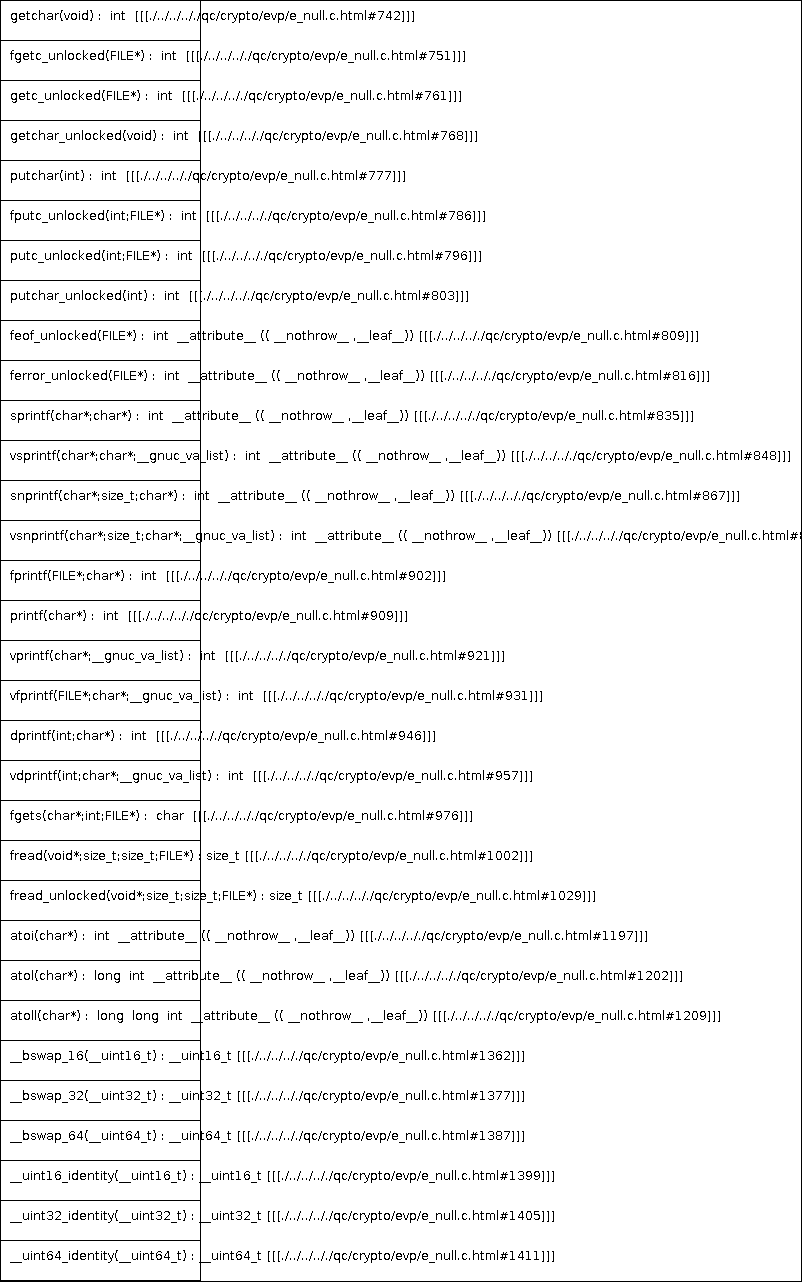 getchar(void) : int [[[./../../././qc/crypto/evp/e_null.c.html#742]]]
fgetc_unlocked(FILE*) : int [[[./../../././qc/crypto/evp/e_null.c.html#751]]]
getc_unlocked(FILE*) : int [[[./../../././qc/crypto/evp/e_null.c.html#761]]]
getchar_unlocked(void) : int [[[./../../././qc/crypto/evp/e_null.c.html#768]]]
putchar(int) : int [[[./../../././qc/crypto/evp/e_null.c.html#777]]]
fputc_unlocked(int;FILE*) : int [[[./../../././qc/crypto/evp/e_null.c.html#786]]]
putc_unlocked(int;FILE*) : int [[[./../../././qc/crypto/evp/e_null.c.html#796]]]
putchar_unlocked(int) : int [[[./../../././qc/crypto/evp/e_null.c.html#803]]]
feof_unlocked(FILE*) : int __attribute__ (( __nothrow__ ,__leaf__)) [[[./../../././qc/crypto/evp/e_null.c.html#809]]]
ferror_unlocked(FILE*) : int __attribute__ (( __nothrow__ ,__leaf__)) [[[./../../././qc/crypto/evp/e_null.c.html#816]]]
sprintf(char*;char*) : int __attribute__ (( __nothrow__ ,__leaf__)) [[[./../../././qc/crypto/evp/e_null.c.html#835]]]
vsprintf(char*;char*;__gnuc_va_list) : int __attribute__ (( __nothrow__ ,__leaf__)) [[[./../../././qc/crypto/evp/e_null.c.html#848]]]
snprintf(char*;size_t;char*) : int __attribute__ (( __nothrow__ ,__leaf__)) [[[./../../././qc/crypto/evp/e_null.c.html#867]]]
vsnprintf(char*;size_t;char*;__gnuc_va_list) : int __attribute__ (( __nothrow__ ,__leaf__)) [[[./../../././qc/crypto/evp/e_null.c.html#
fprintf(FILE*;char*) : int [[[./../../././qc/crypto/evp/e_null.c.html#902]]]
printf(char*) : int [[[./../../././qc/crypto/evp/e_null.c.html#909]]]
vprintf(char*;__gnuc_va_list) : int [[[./../../././qc/crypto/evp/e_null.c.html#921]]]
vfprintf(FILE*;char*;__gnuc_va_list) : int [[[./../../././qc/crypto/evp/e_null.c.html#931]]]
dprintf(int;char*) : int [[[./../../././qc/crypto/evp/e_null.c.html#946]]]
vdprintf(int;char*;__gnuc_va_list) : int [[[./../../././qc/crypto/evp/e_null.c.html#957]]]
fgets(char*;int;FILE*) : char [[[./../../././qc/crypto/evp/e_null.c.html#976]]]
fread(void*;size_t;size_t;FILE*) : size_t [[[./../../././qc/crypto/evp/e_null.c.html#1002]]]
fread_unlocked(void*;size_t;size_t;FILE*) : size_t [[[./../../././qc/crypto/evp/e_null.c.html#1029]]]
atoi(char*) : int __attribute__ (( __nothrow__ ,__leaf__)) [[[./../../././qc/crypto/evp/e_null.c.html#1197]]]
atol(char*) : long int __attribute__ (( __nothrow__ ,__leaf__)) [[[./../../././qc/crypto/evp/e_null.c.html#1202]]]
atoll(char*) : long long int __attribute__ (( __nothrow__ ,__leaf__)) [[[./../../././qc/crypto/evp/e_null.c.html#1209]]]
__bswap_16(__uint16_t) : __uint16_t [[[./../../././qc/crypto/evp/e_null.c.html#1362]]]
__bswap_32(__uint32_t) : __uint32_t [[[./../../././qc/crypto/evp/e_null.c.html#1377]]]
__bswap_64(__uint64_t) : __uint64_t [[[./../../././qc/crypto/evp/e_null.c.html#1387]]]
__uint16_identity(__uint16_t) : __uint16_t [[[./../../././qc/crypto/evp/e_null.c.html#1399]]]
__uint32_identity(__uint32_t) : __uint32_t [[[./../../././qc/crypto/evp/e_null.c.html#1405]]]
__uint64_identity(__uint64_t) : __uint64_t [[[./../../././qc/crypto/evp/e_null.c.html#1411]]]